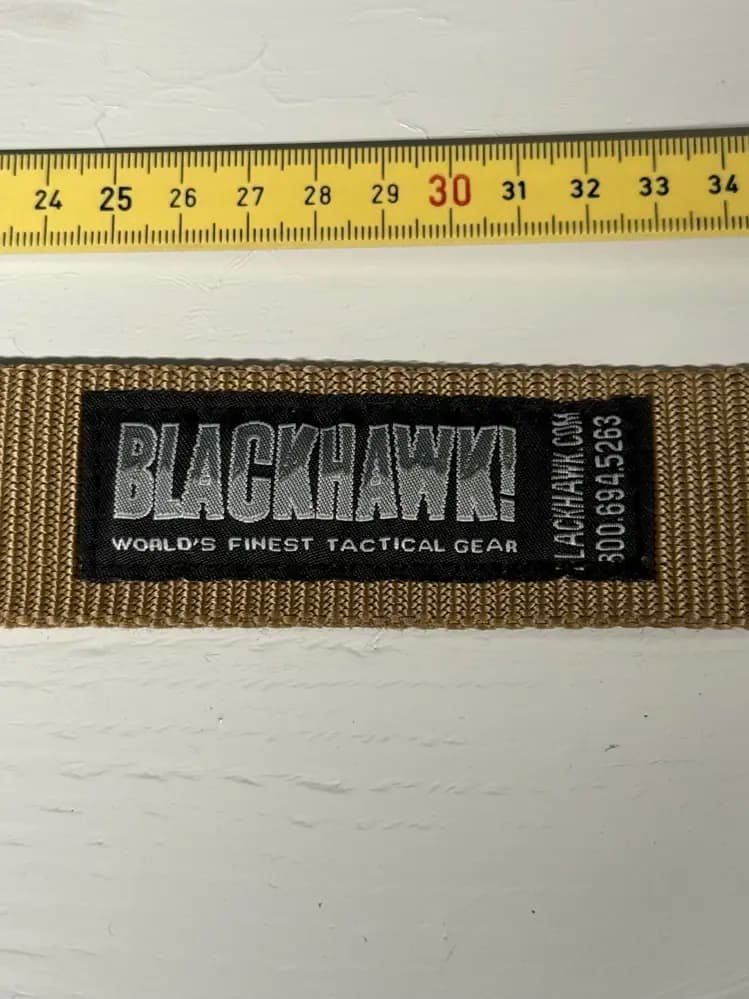 24 25 26 27 28 29 30 31 32 33 34
BLACKHAWK!
WORLD'S FINEST TACTICAL GEAR
LACKHAWK.COM
800.694.5263